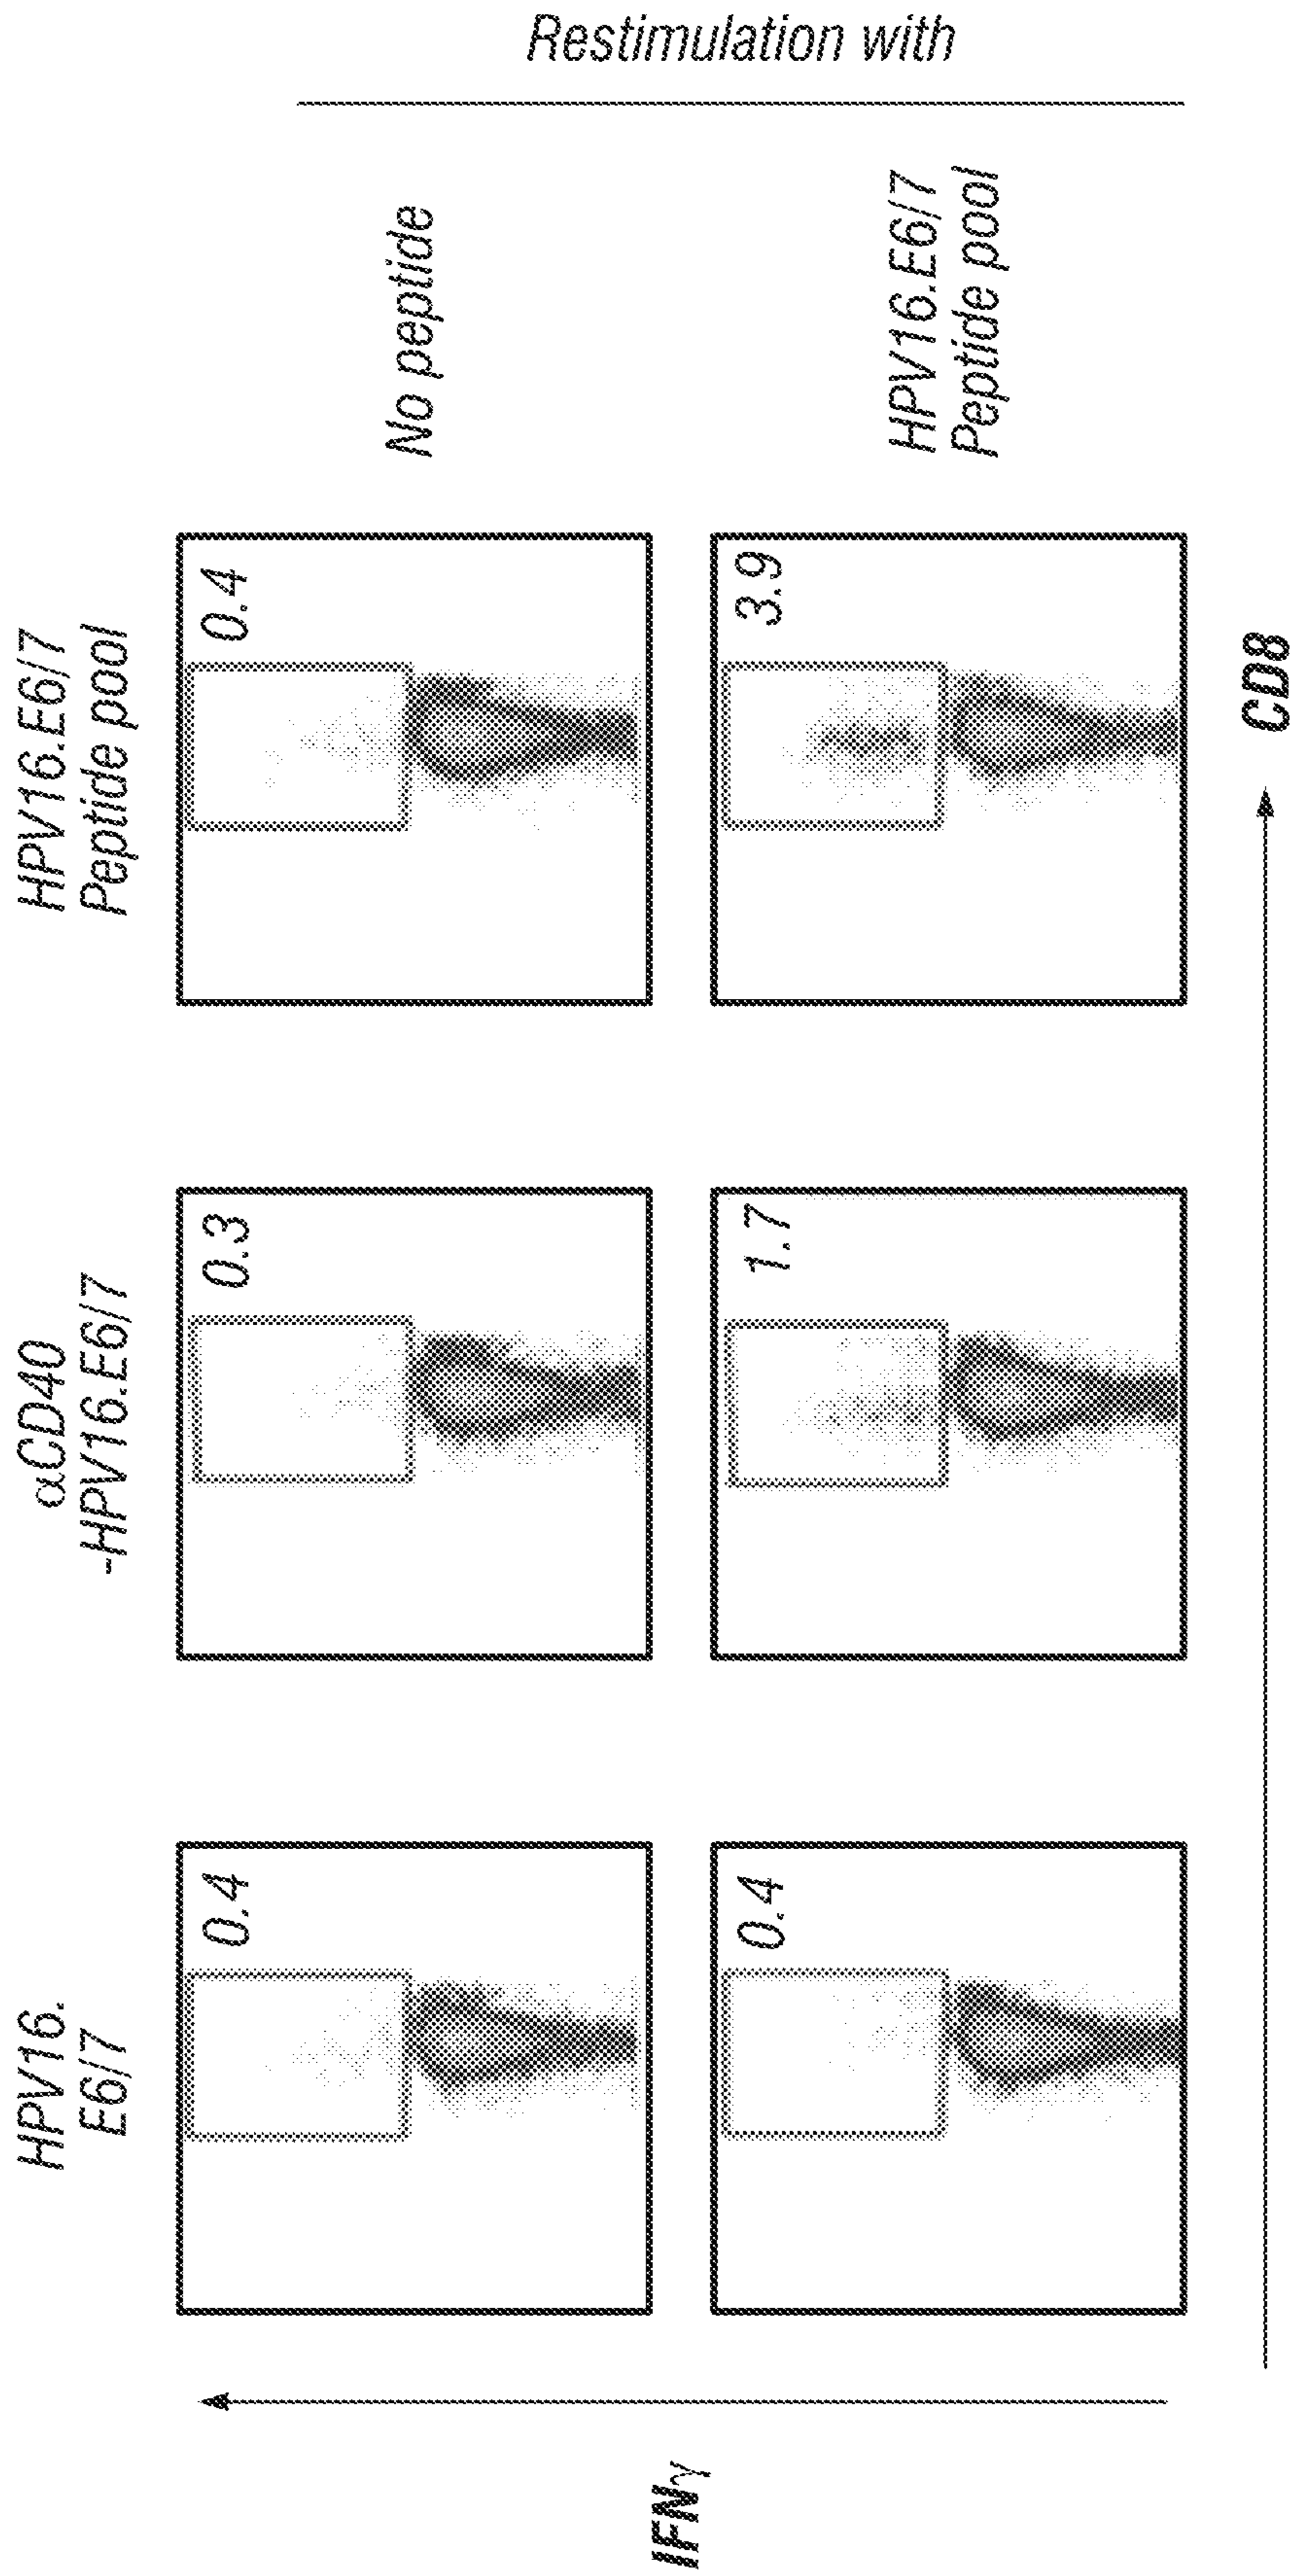 HPV16.
E6/7
αCD40
-HPV16.E6/7
HPV16.E6/7
Peptide pool
0.4
0.3
0.4
No peptide
0.4
1.7
3.9
HPV16.E6/7
Peptide pool
Restimulation with
IFNγ
CD8